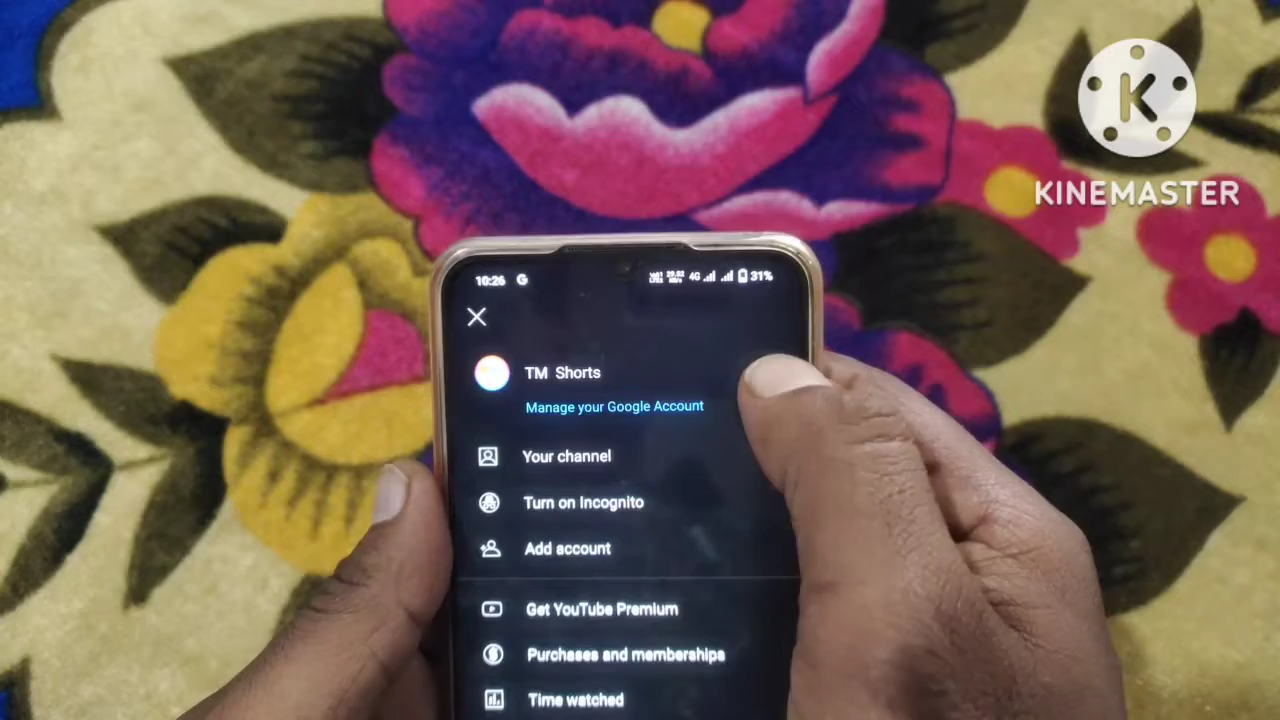 K
KINEMASTER
10:26 G 4G 31%
TM Shorts
Manage your Google Account
Your channel
Turn on Incognito
Add account
Get YouTube Premium
Purchases and memberships
Time watched